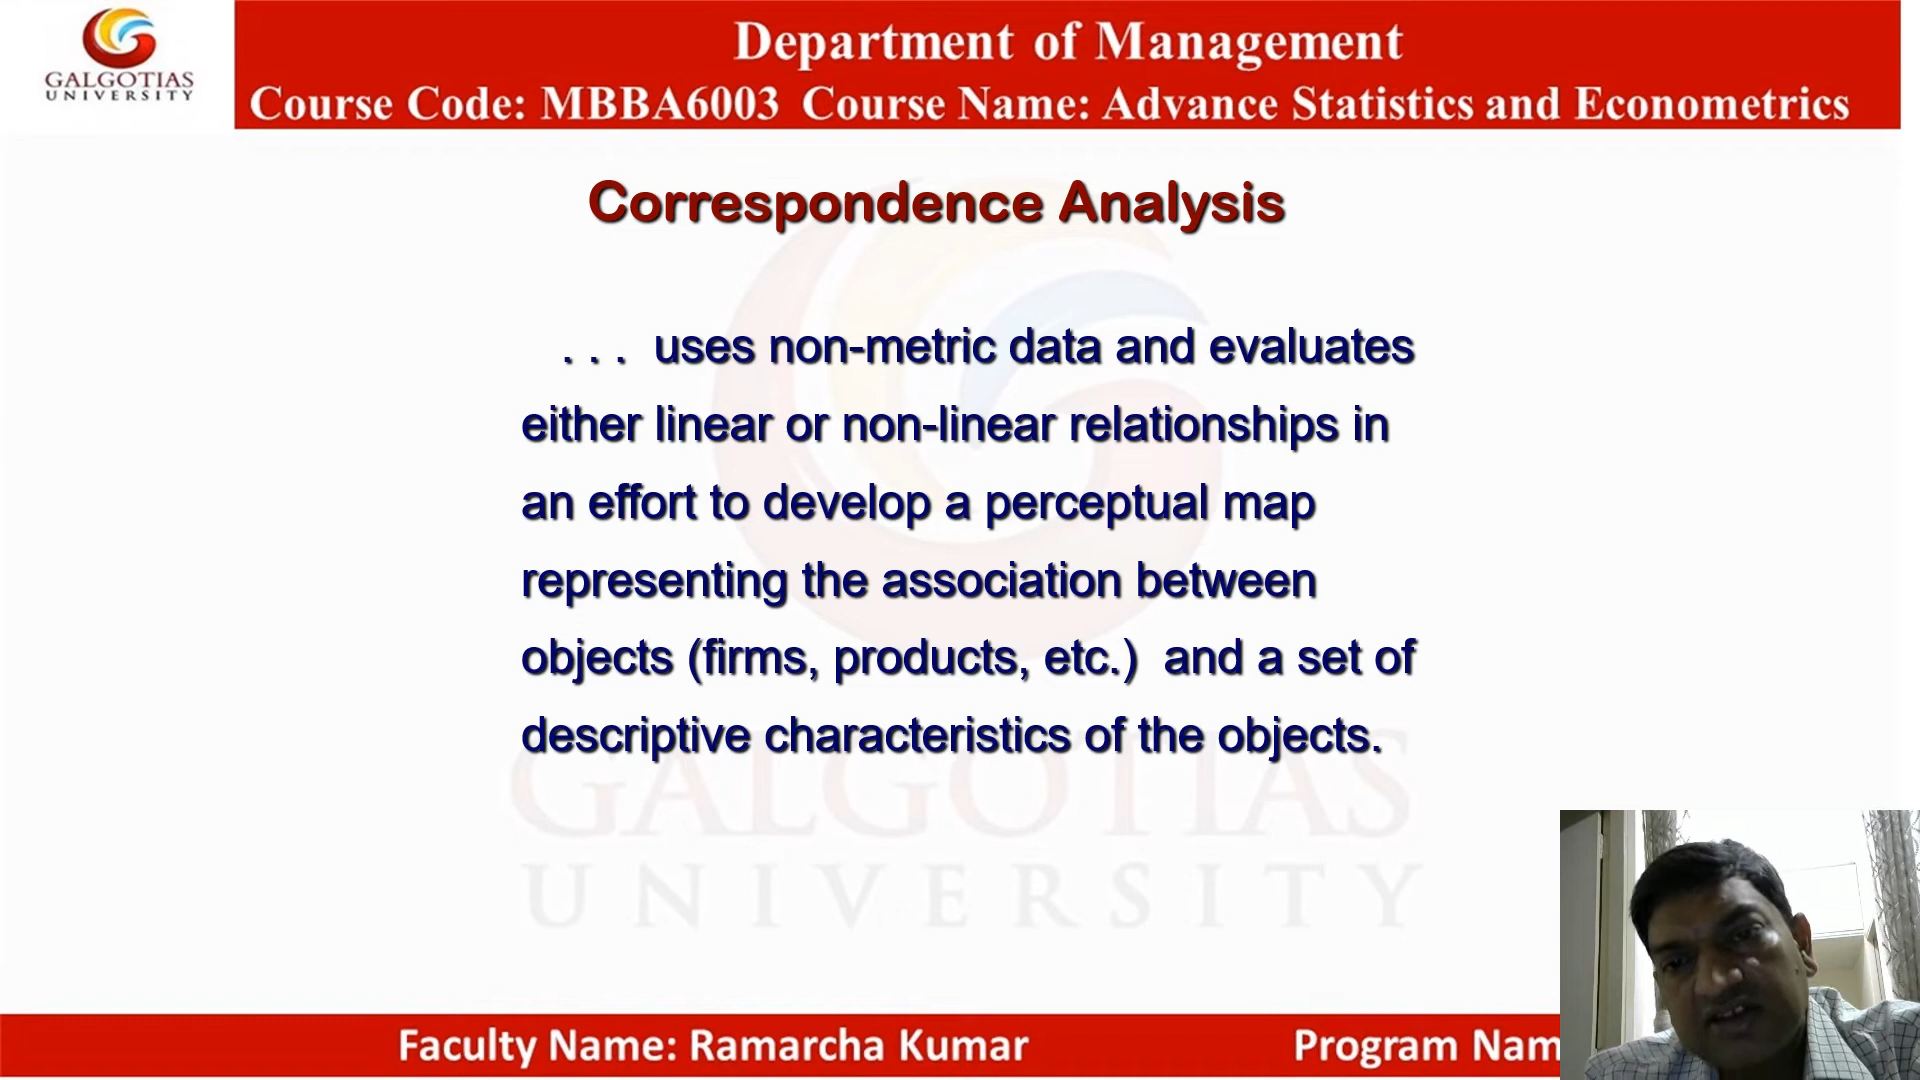 GALGOTIAS
UNIVERSITY
Department of Management
Course Code: MBBA6003 Course Name: Advance Statistics and Econometrics
Correspondence Analysis
. . . uses non-metric data and evaluates
either linear or non-linear relationships in
an effort to develop a perceptual map
representing the association between
objects (firms, products, etc.) and a set of
descriptive characteristics of the objects.
GALGOTIAS
UNIVERSITY
Faculty Name: Ramarcha Kumar
Program Nam